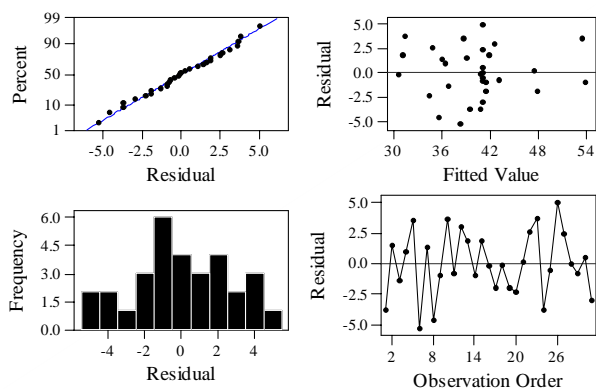 99
90
50
10
1
Percent
-5.0 -2.5 0.0 2.5 5.0
Residual
5.0
2.5
0.0
-2.5
-5.0
Residual
30 36 42 48 54
Fitted Value
6.0
4.5
3.0
1.5
0.0
Frequency
-4 -2 0 2 4
Residual
5.0
2.5
0.0
-2.5
-5.0
Residual
2 8 14 20 26
Observation Order